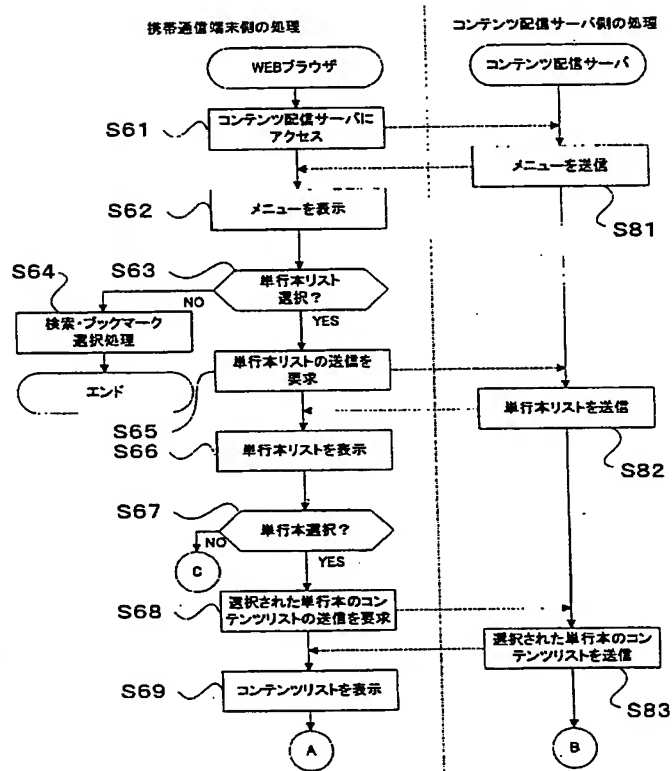 携帯通信端末側の処理
コンテンツ配信サーバ側の処理
WEBブラウザ
コンテンツ配信サーバ
S61
コンテンツ配信サーバに
アクセス
メニューを送信
S81
S62
メニューを表示
S63
単行本リスト
選択?
NO
YES
S64
検索・ブックマーク
選択処理
エンド
S65
単行本リストの送信を
要求
単行本リストを送信
S82
S66
単行本リストを表示
S67
単行本選択?
NO
YES
C
S68
選択された単行本のコン
テンツリストの送信を要求
選択された単行本のコン
テンツリストを送信
S83
S69
コンテンツリストを表示
A
B